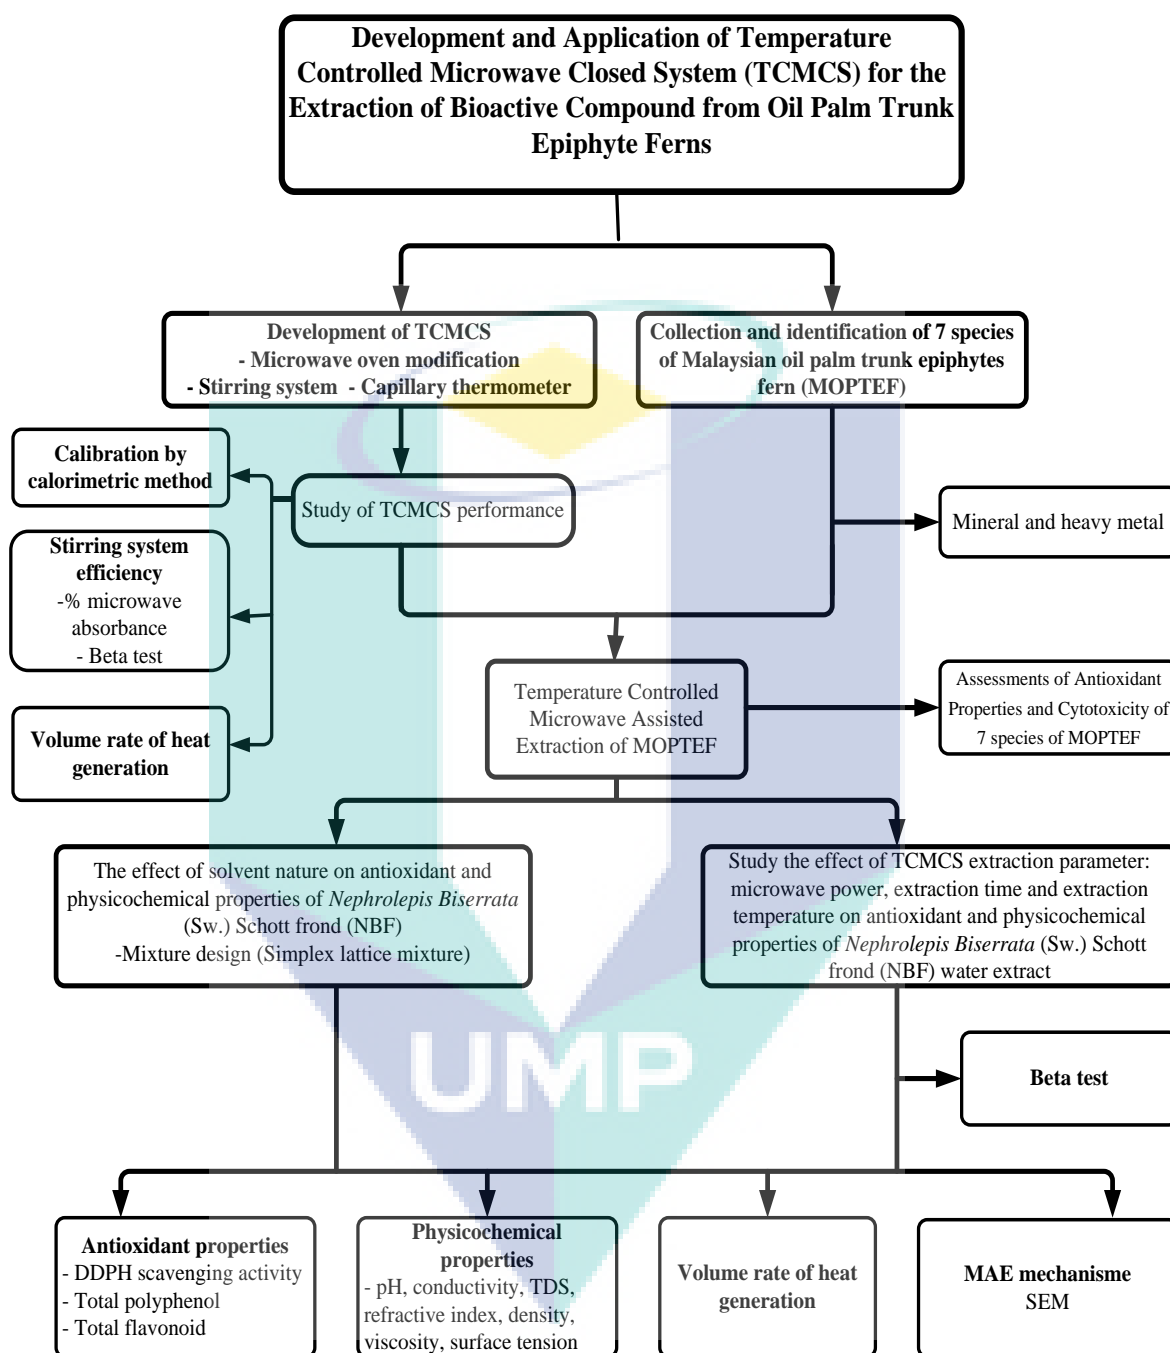 Development and Application of Temperature
Controlled Microwave Closed System (TCMCS) for the
Extraction of Bioactive Compound from Oil Palm Trunk
Epiphyte Ferns
Development of TCMCS
- Microwave oven modification
- Stirring system - Capillary thermometer
Collection and identification of 7 species
of Malaysian oil palm trunk epiphytes
fern (MOPTEF)
Calibration by
calorimetric method
Study of TCMCS performance
Mineral and heavy metal
Stirring system
efficiency
-% microwave
absorbance
- Beta test
Temperature Controlled
Microwave Assisted
Extraction of MOPTEF
Assessments of Antioxidant
Properties and Cytotoxicity of
7 species of MOPTEF
Volume rate of heat
generation
The effect of solvent nature on antioxidant and
physicochemical properties of Nephrolepis Biserrata
(Sw.) Schott frond (NBF)
-Mixture design (Simplex lattice mixture)
Study the effect of TCMCS extraction parameter:
microwave power, extraction time and extraction
temperature on antioxidant and physicochemical
properties of Nephrolepis Biserrata (Sw.) Schott
frond (NBF) water extract
UMP
Beta test
Antioxidant properties
- DDPH scavenging activity
- Total polyphenol
- Total flavonoid
Physicochemical
properties
- pH, conductivity, TDS,
refractive index, density,
viscosity, surface tension
Volume rate of heat
generation
MAE mechanisme
SEM